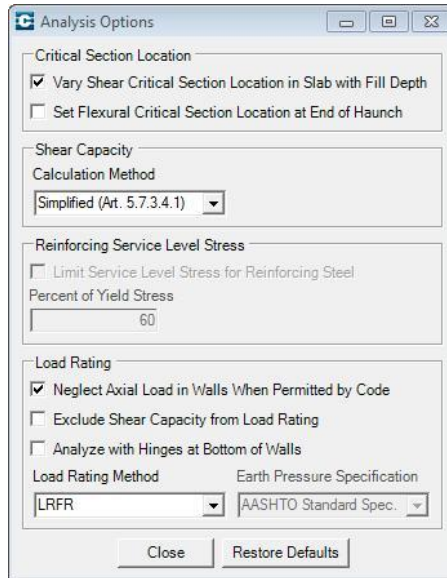 Analysis Options
Critical Section Location
Vary Shear Critical Section Location in Slab with Fill Depth
Set Flexural Critical Section Location at End of Haunch
Shear Capacity
Calculation Method
Simplified (Art. 5.7.3.4.1)
Reinforcing Service Level Stress
Limit Service Level Stress for Reinforcing Steel
Percent of Yield Stress
60
Load Rating
Neglect Axial Load in Walls When Permitted by Code
Exclude Shear Capacity from Load Rating
Analyze with Hinges at Bottom of Walls
Load Rating Method Earth Pressure Specification
LRFR AASHTO Standard Spec.
Close Restore Defaults